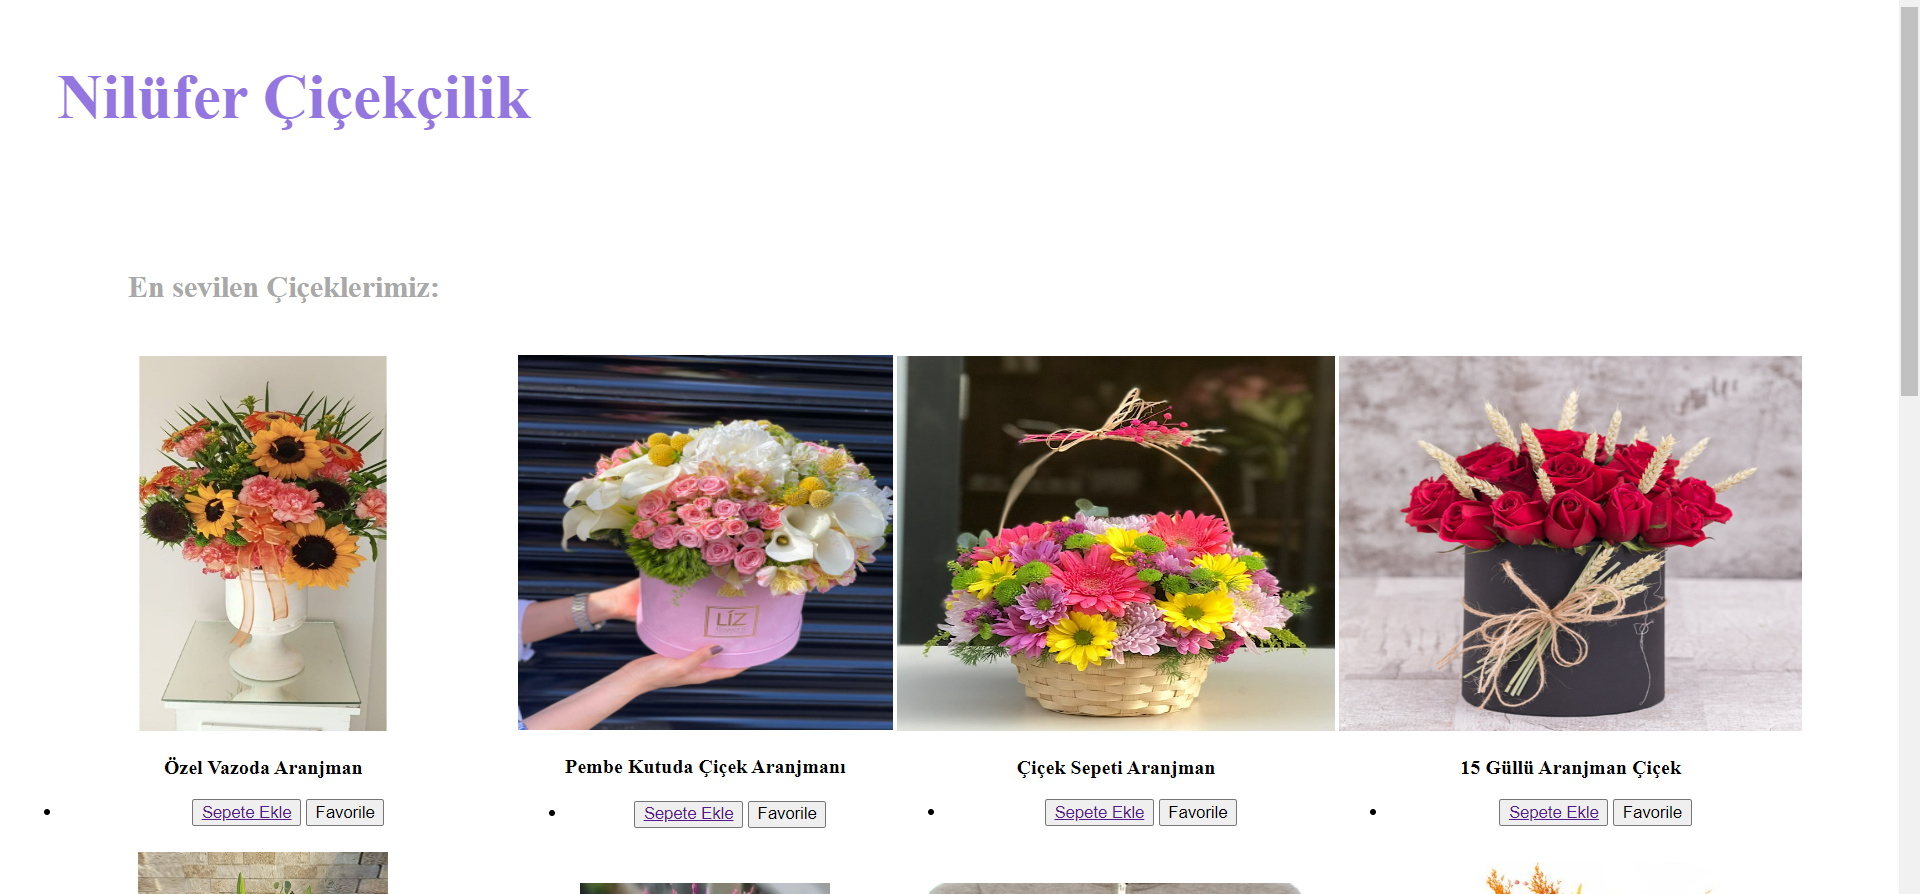 Nilüfer Çiçekçilik
En sevilen Çiçeklerimiz:
LİZ
Özel Vazoda Aranjman
Pembe Kutuda Çiçek Aranjmanı
Çiçek Sepeti Aranjman
15 Güllü Aranjman Çiçek
Sepete Ekle Favorile
Sepete Ekle Favorile
Sepete Ekle Favorile
Sepete Ekle Favorile